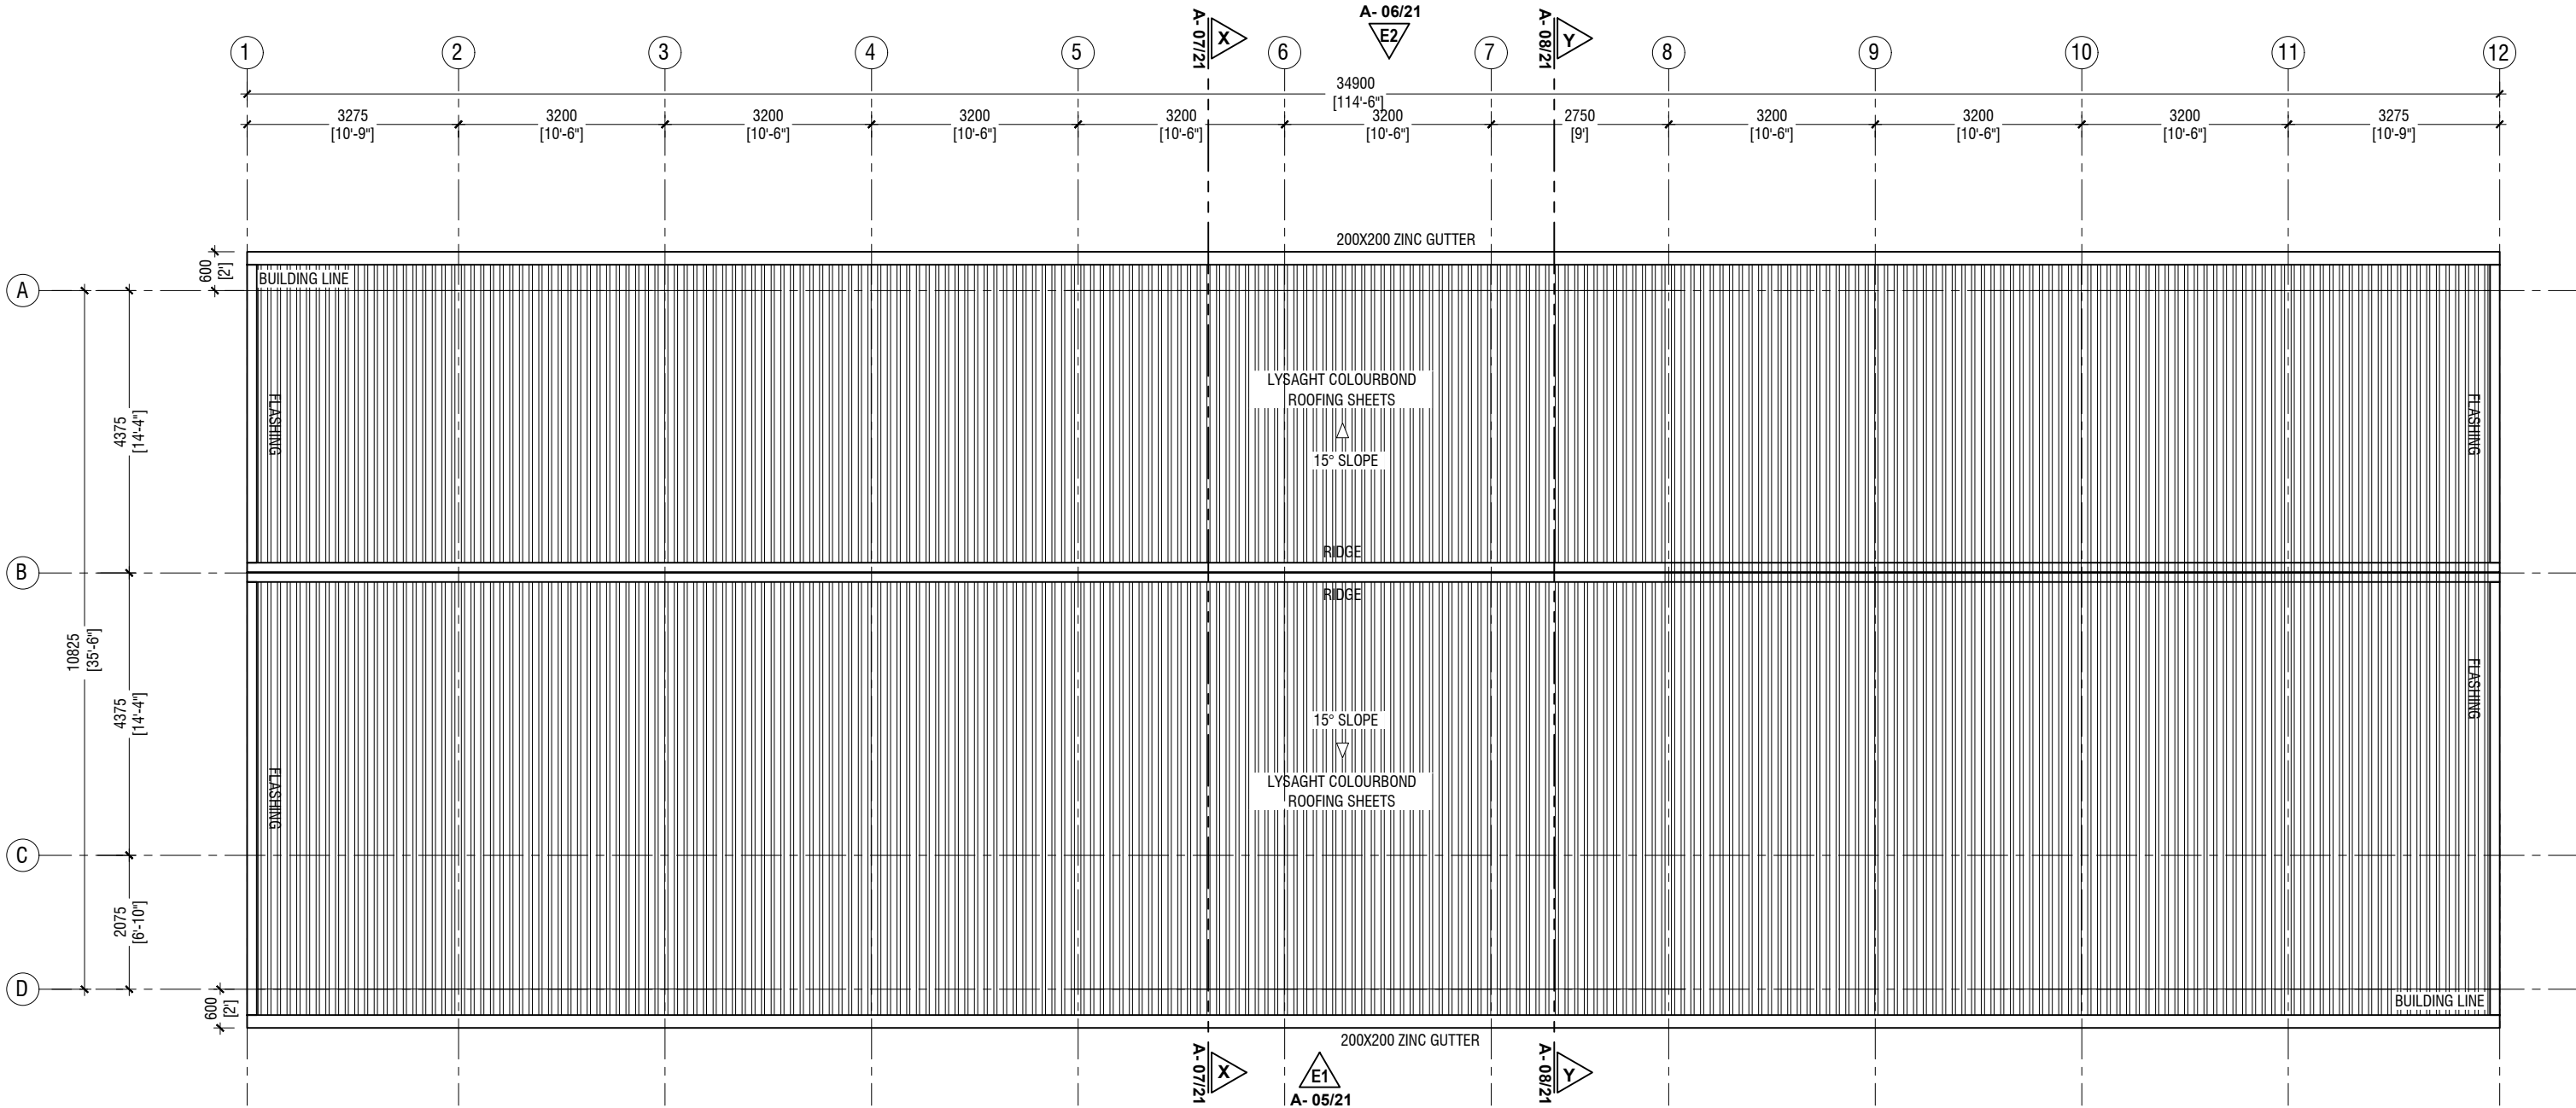 A- 06/21
E2
A- 07/21
X
A- 08/21
Y
1
2
3
4
5
6
7
8
9
10
11
12
34900
[114'-6"]
3275
[10'-9"]
3200
[10'-6"]
3200
[10'-6"]
3200
[10'-6"]
3200
[10'-6"]
3200
[10'-6"]
2750
[9']
3200
[10'-6"]
3200
[10'-6"]
3200
[10'-6"]
3275
[10'-9"]
200X200 ZINC GUTTER
600
[2']
BUILDING LINE
A
LYSAGHT COLOURBOND
ROOFING SHEETS
FLASHING
FLASHING
4375
[14'-4"]
15° SLOPE
RIDGE
B
RIDGE
10825
[35'-6"]
FLASHING
4375
[14'-4"]
15° SLOPE
LYSAGHT COLOURBOND
ROOFING SHEETS
FLASHING
C
2075
[6'-10"]
D
600
[2']
BUILDING LINE
200X200 ZINC GUTTER
A- 07/21
X
E1
A- 05/21
A- 08/21
Y